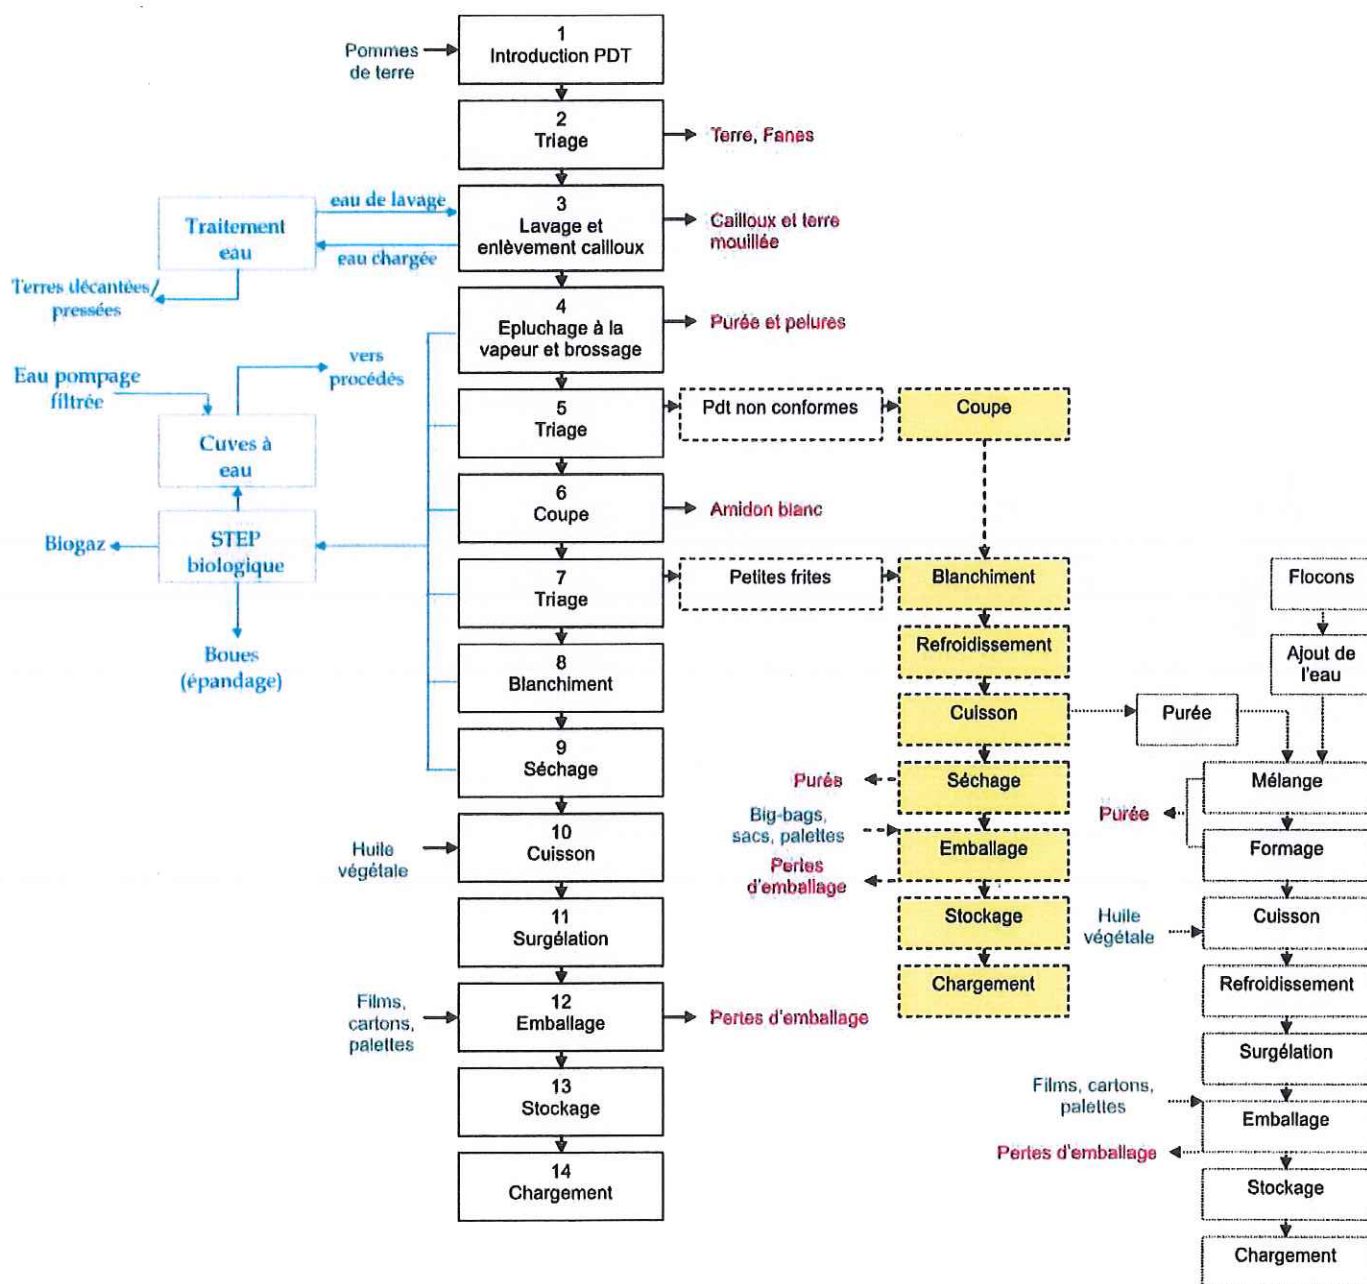 1
Introduction PDT
Pommes
de terre
2
Triage
Terre, Fanes
3
Lavage et
enlèvement cailloux
Cailloux et terre
mouillée
Traitement
eau
eau de lavage
eau chargée
Terres décantées/
pressées
4
Epluchage à la
vapeur et brossage
Purée et pelures
Eau pompage
filtrée
vers
procédés
Cuves à
eau
STEP
biologique
Biogaz
Boues
(épandage)
5
Triage
Pdt non conformes
Coupe
6
Coupe
Amidon blanc
7
Triage
Petites frites
Blanchiment
Refroidissement
Cuisson
Purée
Séchage
Purée
Big-bags,
sacs, palettes
Emballage
Pertes
d'emballage
Stockage
Chargement
8
Blanchiment
9
Séchage
10
Cuisson
Huile
végétale
11
Surgélation
12
Emballage
Films,
cartons,
palettes
Pertes d'emballage
13
Stockage
14
Chargement
Flocons
Ajout de
l'eau
Mélange
Purée
Formage
Huile
végétale
Cuisson
Refroidissement
Surgélation
Films, cartons,
palettes
Emballage
Pertes d'emballage
Stockage
Chargement